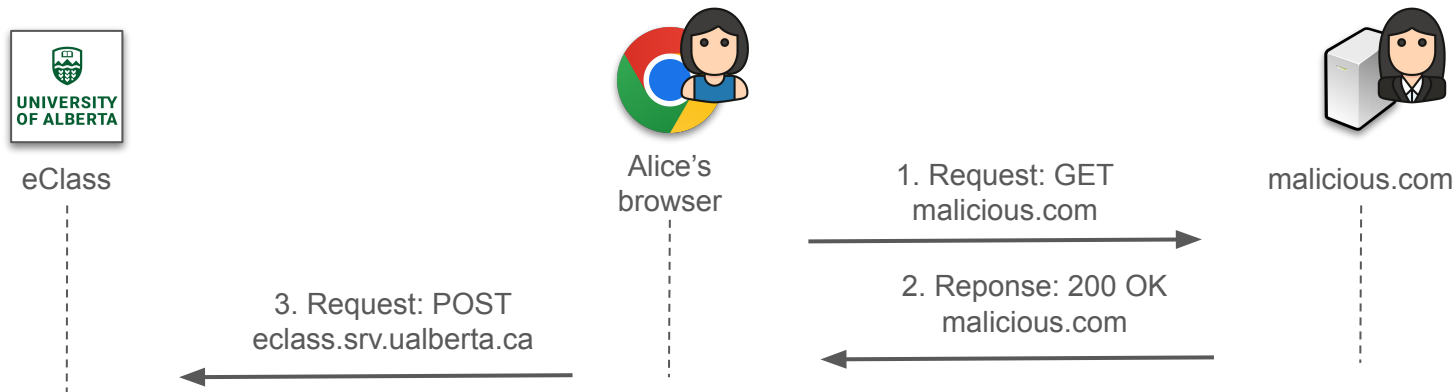 UNIVERSITY
OF ALBERTA
eClass
Alice’s
browser
malicious.com
1. Request: GET
malicious.com
2. Reponse: 200 OK
malicious.com
3. Request: POST
eclass.srv.ualberta.ca